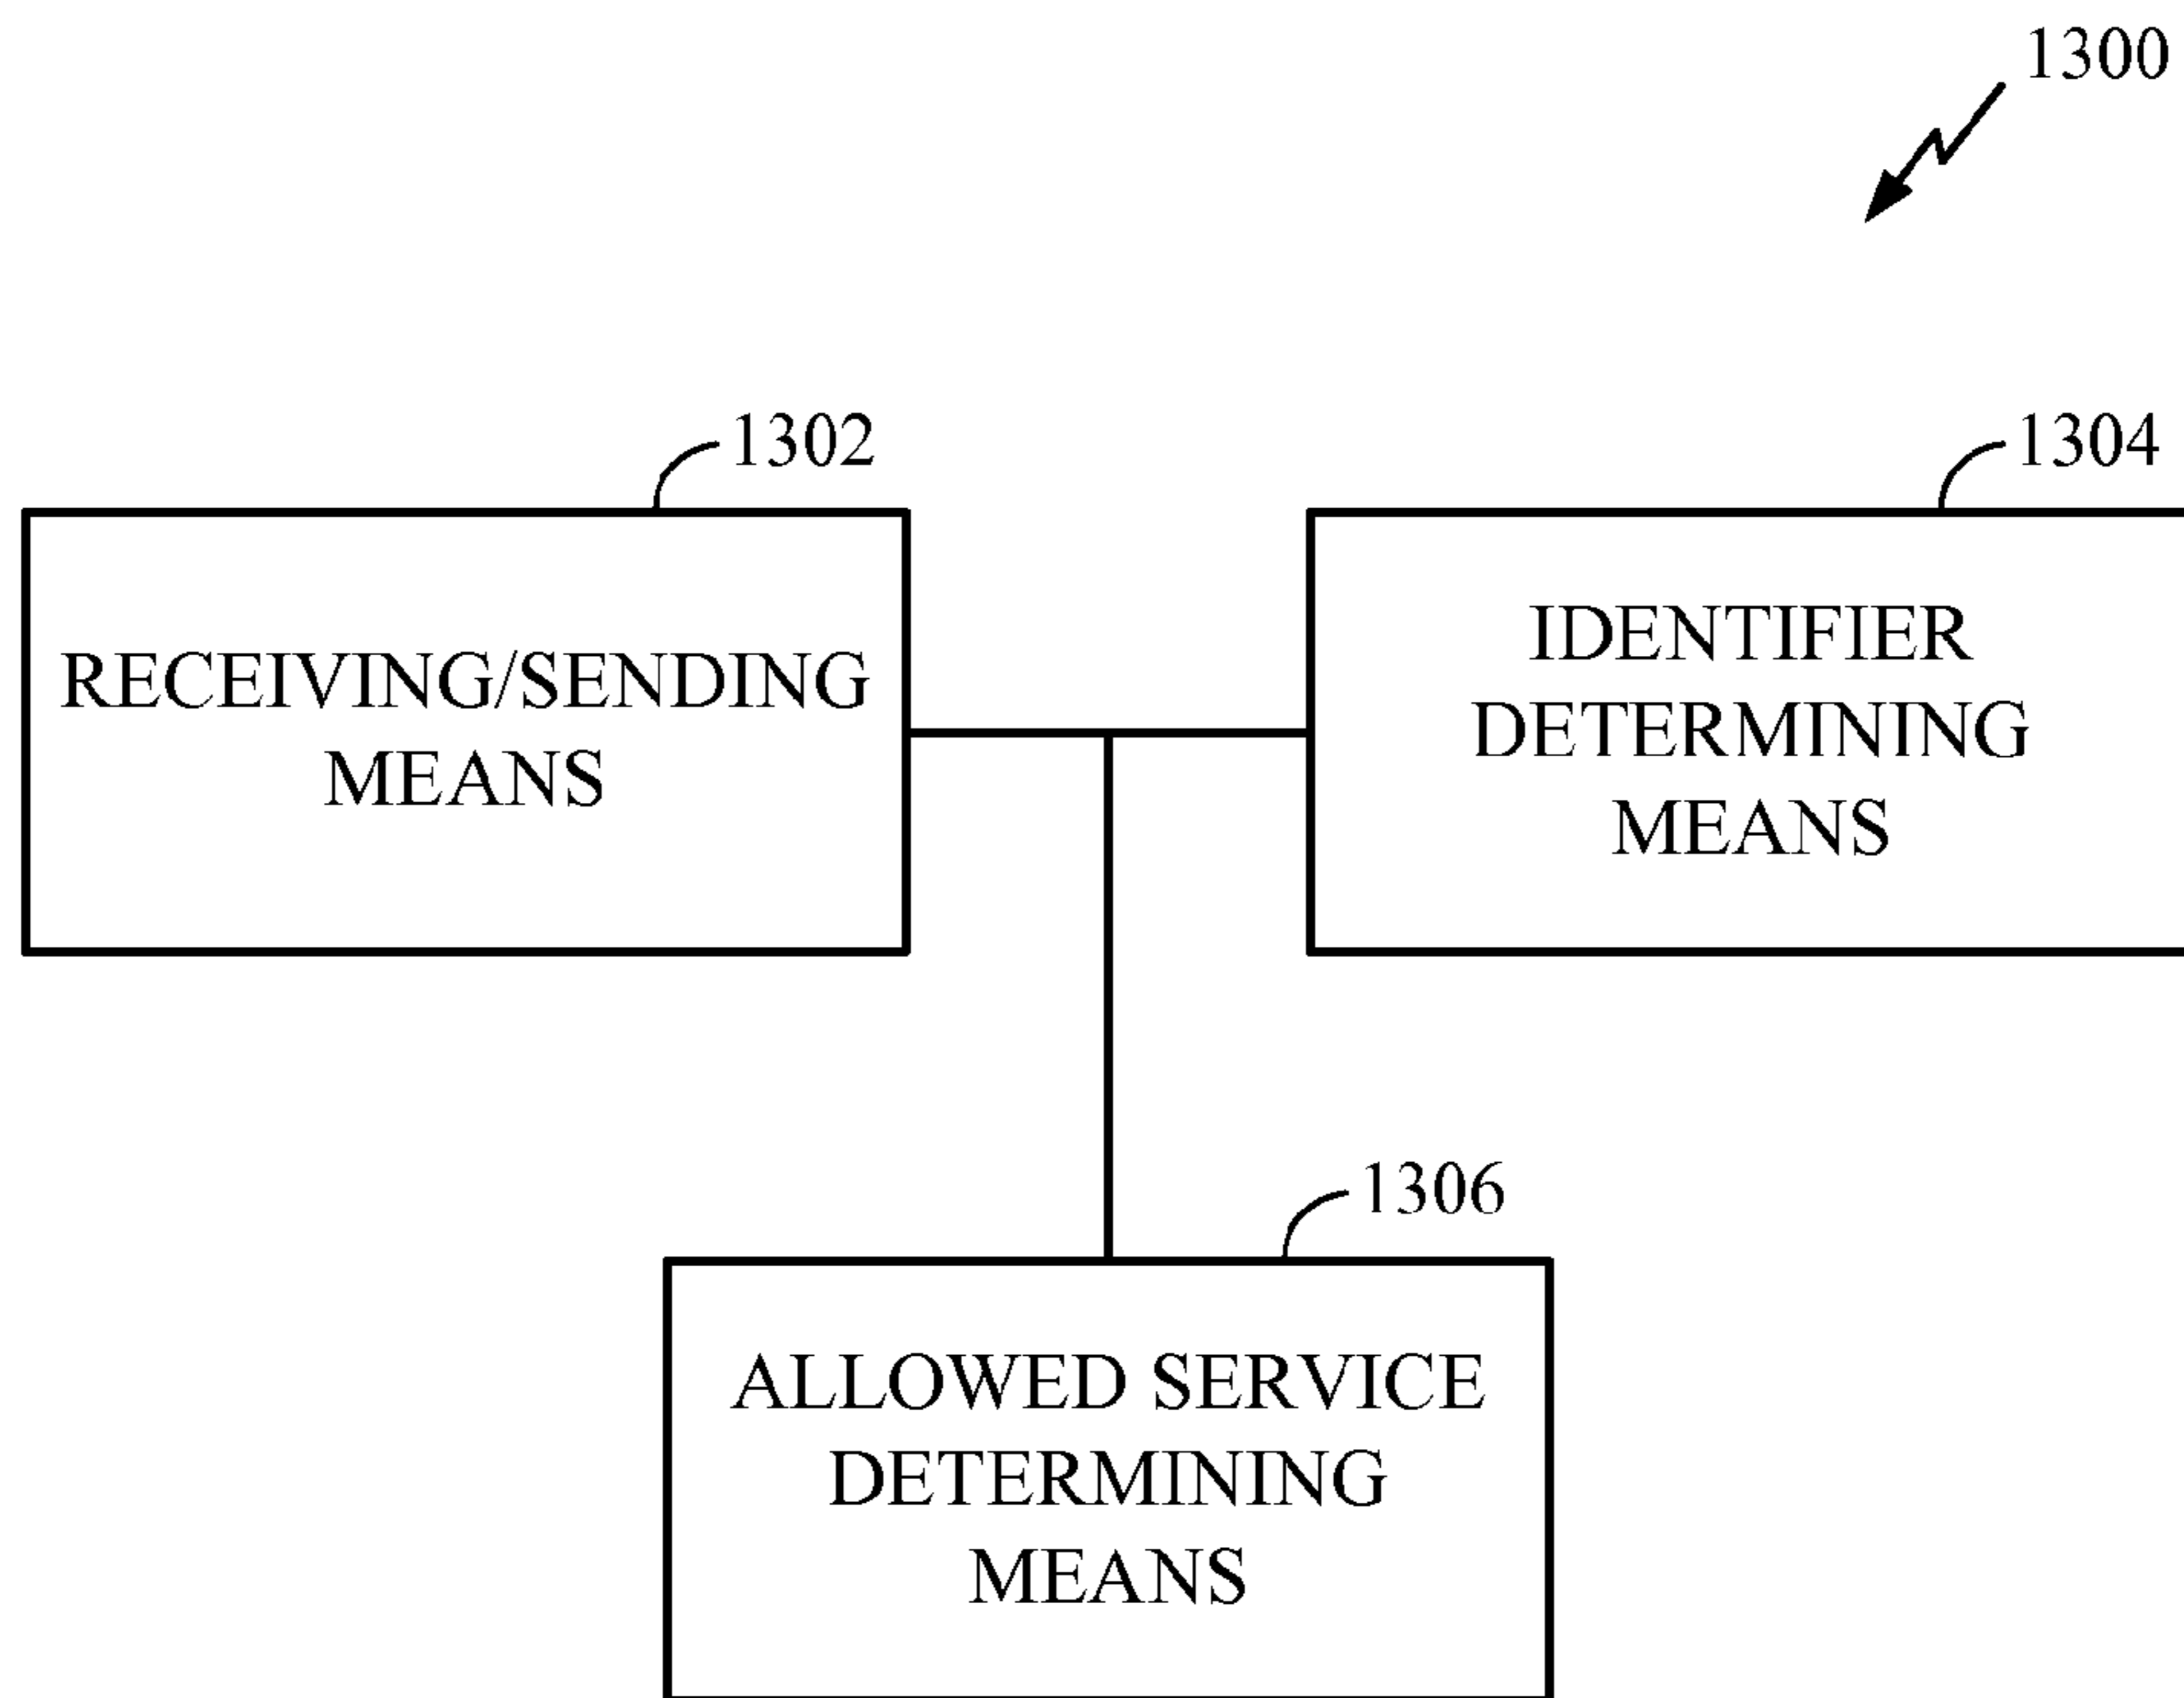 1300
1302
1304
RECEIVING/SENDING
MEANS
IDENTIFIER
DETERMINING
MEANS
1306
ALLOWED SERVICE
DETERMINING
MEANS